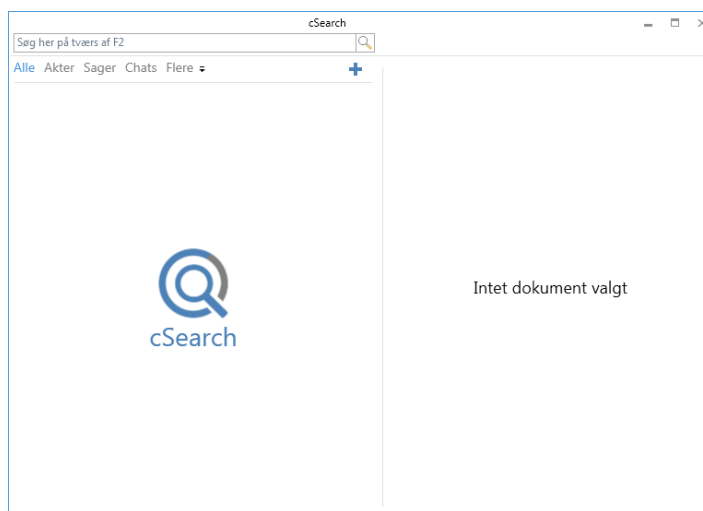 cSearch
Søg her på tværs af F2
Alle Akter Sager Chats Flere
cSearch
Intet dokument valgt